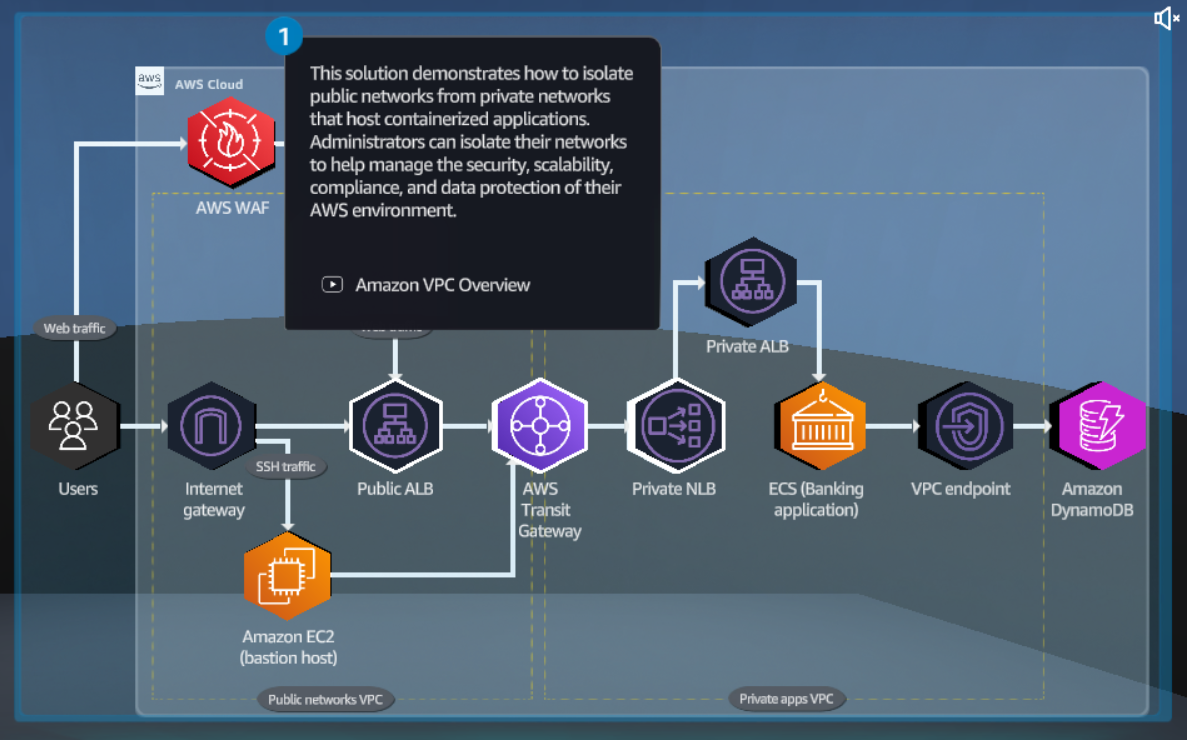 1
This solution demonstrates how to isolate
public networks from private networks
that host containerized applications.
Administrators can isolate their networks
to help manage the security, scalability,
compliance, and data protection of their
AWS environment.
Amazon VPC Overview
aws
AWS Cloud
AWS WAF
Web traffic
Private ALB
Users
Internet
gateway
SSH traffic
Public ALB
AWS
Transit
Gateway
Private NLB
ECS (Banking
application)
VPC endpoint
Amazon
DynamoDB
Amazon EC2
(bastion host)
Public networks VPC
Private apps VPC